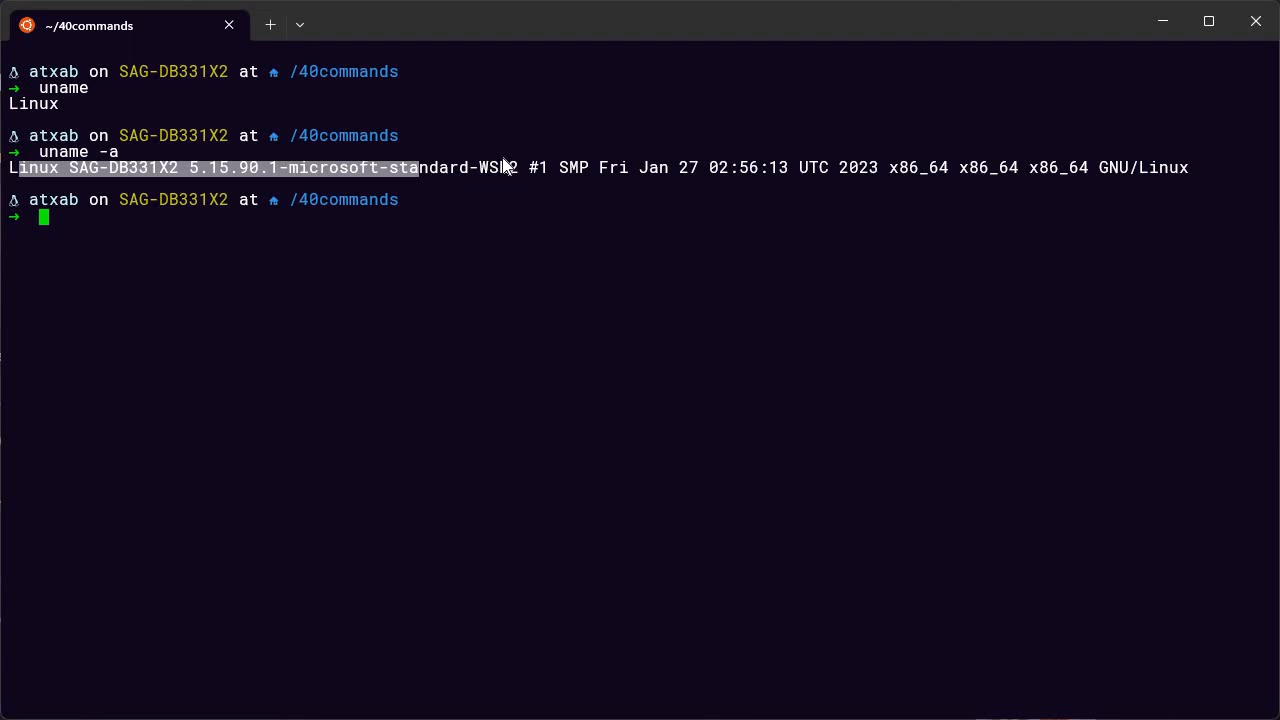 ~/40commands
atxab on SAG-DB331X2 at /40commands
➜ uname
Linux
atxab on SAG-DB331X2 at /40commands
➜ uname -a
Linux SAG-DB331X2 5.15.90.1-microsoft-standard-WSL2 #1 SMP Fri Jan 27 02:56:13 UTC 2023 x86_64 x86_64 x86_64 GNU/Linux
atxab on SAG-DB331X2 at /40commands
➜